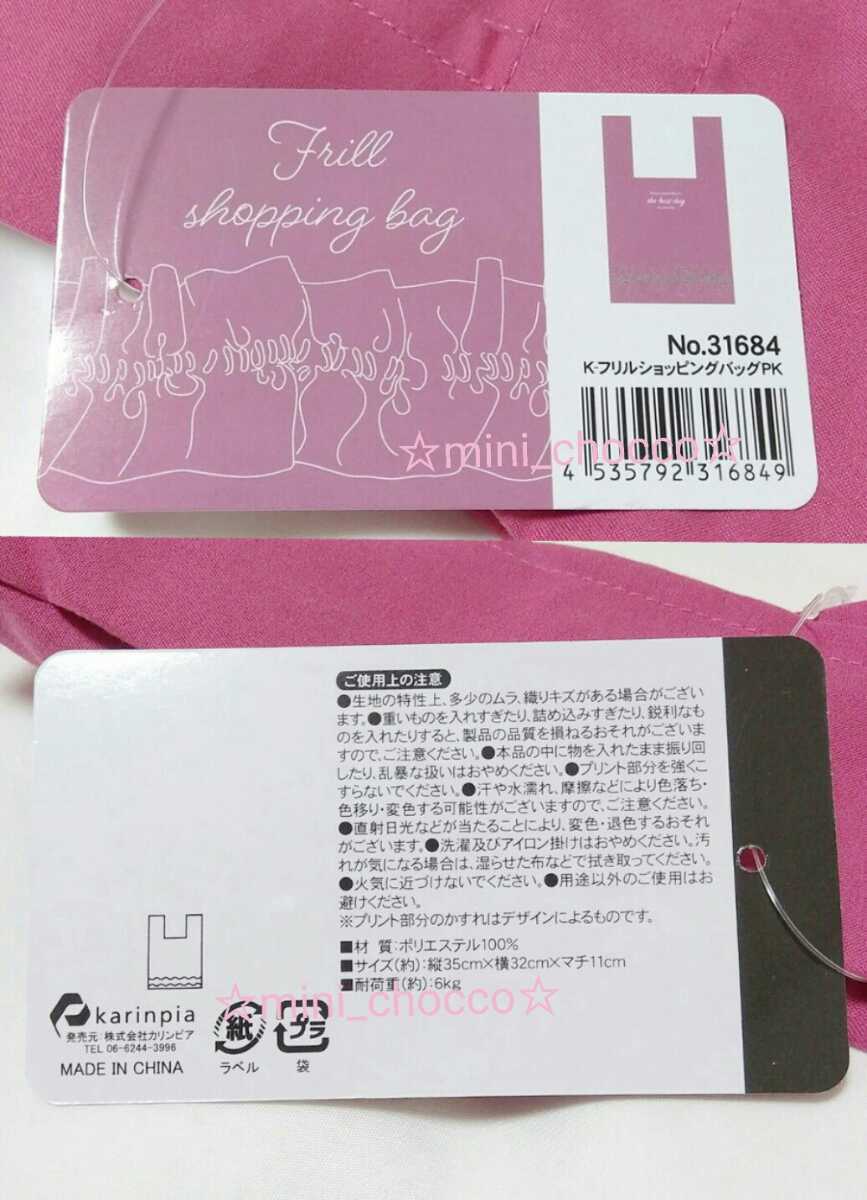 Frill
shopping bag
the best day
No.31684
K-フリルショッピングバッグPK
☆mini_chocco☆
4 535792 316849
ご使用上の注意
●生地の特性上、多少のムラ、織りキズがある場合がござい
ます。●重いものを入れすぎたり、詰め込みすぎたり、鋭利なも
のを入れたりすると、製品の品質を損ねるおそれがございま
すので、ご注意ください。●本品の中に物を入れたまま振り回
したり、乱暴な扱いはおやめください。●プリント部分を強くこ
すらないでください。●汗や水濡れ、摩擦などにより色落ち・
色移り・変色する可能性がございますので、ご注意ください。
●直射日光などが当たることにより、変色・退色するおそれ
がございます。●洗濯及びアイロン掛けはおやめください。汚
れが気になる場合は、湿らせた布などで拭き取ってください。
●火気に近づけないでください。●用途以外のご使用はお
避けください。
※プリント部分のかすれはデザインによるものです。
■材 質:ポリエステル100%
■サイズ(約):縦35cm×横32cm×マチ11cm
■耐荷重(約):6kg
☆mini_chocco☆
karinpia
発売元:株式会社カリンピア
TEL 06-6244-3996
MADE IN CHINA
紙
ラベル
プラ
袋